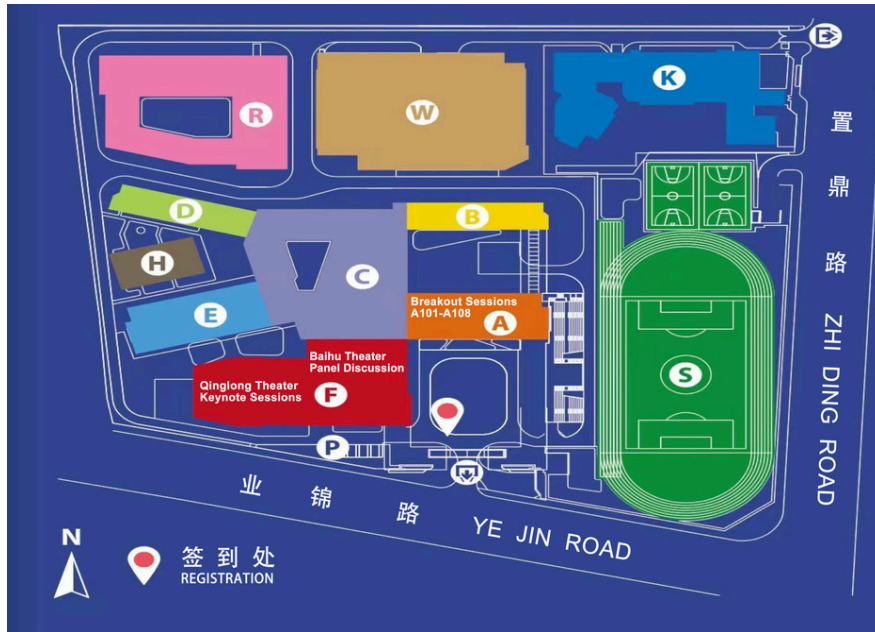 R
W
K
置鼎路 ZHI DING ROAD
D
B
H
C
E
Breakout Sessions
A101-A108
A
Baihu Theater
Panel Discussion
Qinglong Theater
Keynote Sessions
F
S
P
业锦路 YE JIN ROAD
N
签到处
REGISTRATION